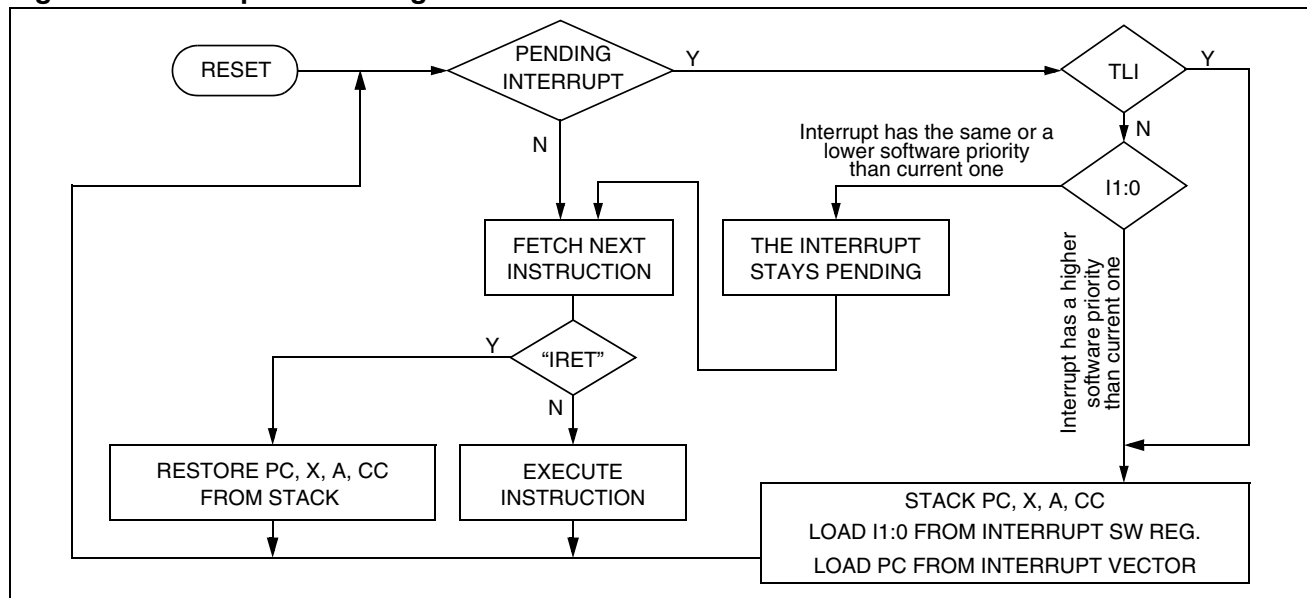 RESET
PENDING
INTERRUPT
Y
TLI
Y
N
N
Interrupt has the same or a
lower software priority
than current one
I1:0
FETCH NEXT
INSTRUCTION
THE INTERRUPT
STAYS PENDING
Interrupt has a higher
software priority
than current one
Y
“IRET”
N
RESTORE PC, X, A, CC
FROM STACK
EXECUTE
INSTRUCTION
STACK PC, X, A, CC
LOAD I1:0 FROM INTERRUPT SW REG.
LOAD PC FROM INTERRUPT VECTOR